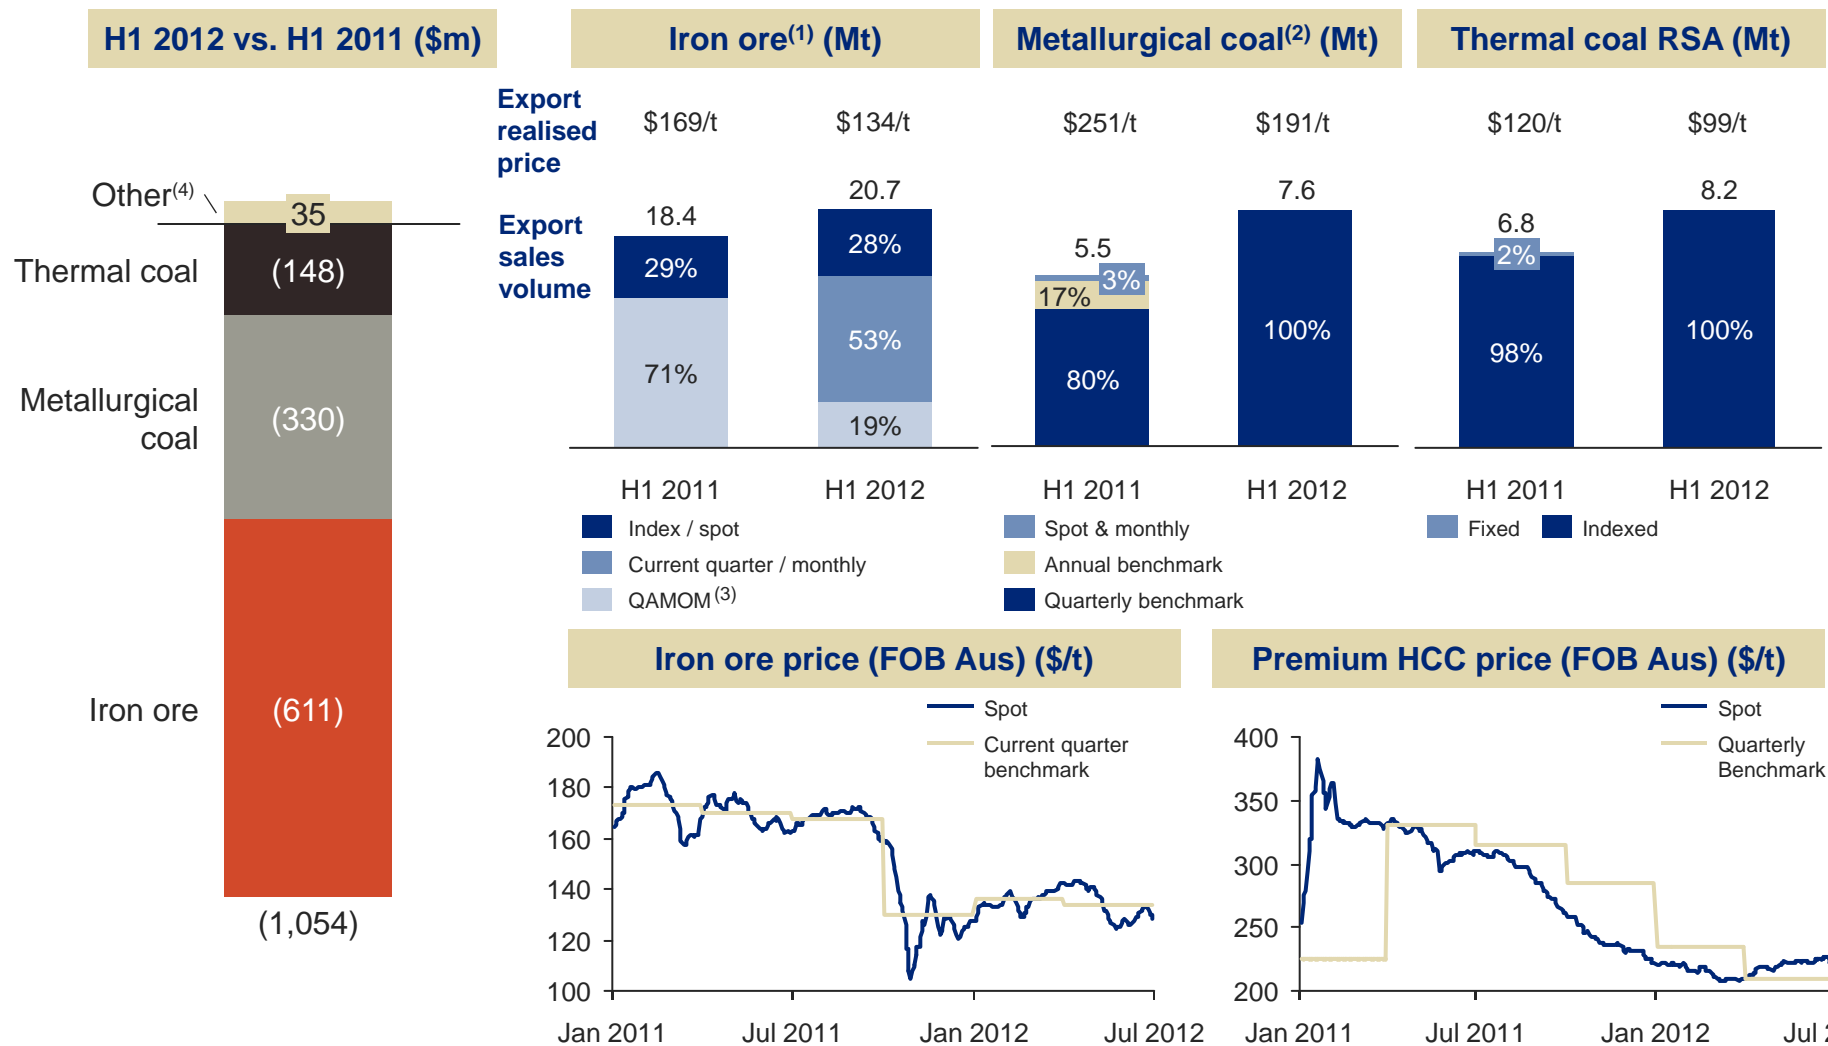 H1 2012 vs. H1 2011 ($m)
Other(4)
35
Thermal coal
(148)
Metallurgical
coal
(330)
Iron ore
(611)
(1,054)
Iron ore(1) (Mt)
Export
realised
price
$169/t
$134/t
Export
sales
volume
18.4
20.7
29%
71%
28%
53%
19%
H1 2011
H1 2012
Index / spot
Current quarter / monthly
QAMOM(3)
Metallurgical coal(2) (Mt)
$251/t
$191/t
5.5
7.6
3%
17%
80%
100%
H1 2011
H1 2012
Spot & monthly
Annual benchmark
Quarterly benchmark
Thermal coal RSA (Mt)
$120/t
$99/t
6.8
8.2
2%
98%
100%
H1 2011
H1 2012
Fixed
Indexed
Iron ore price (FOB Aus) ($/t)
Spot
Current quarter
benchmark
200
180
160
140
120
100
Jan 2011
Jul 2011
Jan 2012
Jul 2012
Premium HCC price (FOB Aus) ($/t)
Spot
Quarterly
Benchmark
400
350
300
250
200
Jan 2011
Jul 2011
Jan 2012
Jul